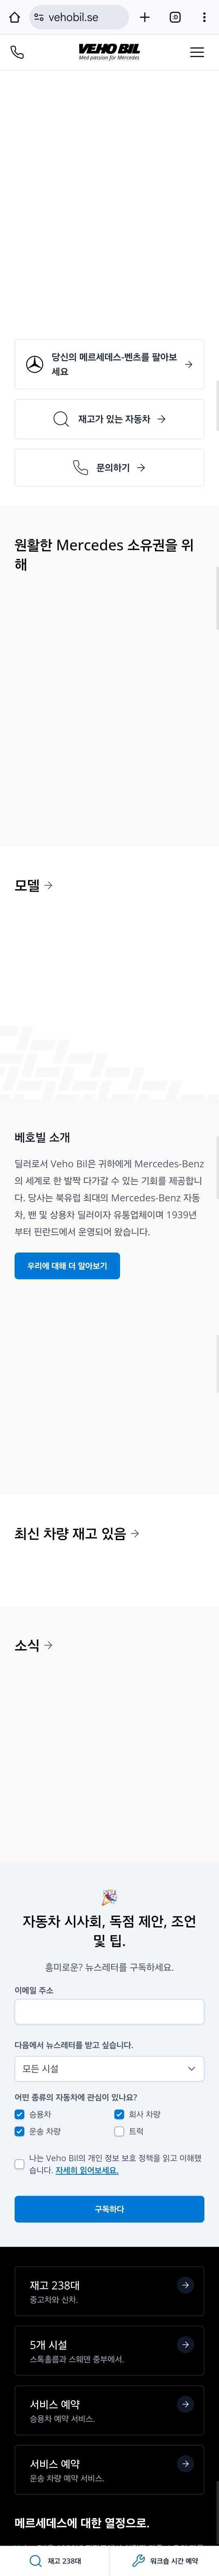 vehobil.se
:D
VEHO BIL
Med passion för Mercedes
당신의 메르세데스-벤츠를 팔아보
세요
재고가 있는 자동차
문의하기
원활한 Mercedes 소유권을 위
해
모델
베호빌 소개
딜러로서 Veho Bil은 귀하에게 Mercedes-Benz
의 세계로 한 발짝 다가갈 수 있는 기회를 제공합니
다. 당사는 북유럽 최대의 Mercedes-Benz 자동
차, 밴 및 상용차 딜러이자 유통업체이며 1939년
부터 핀란드에서 운영되어 왔습니다.
우리에 대해 더 알아보기
최신 차량 재고 있음
소식
자동차 시사회, 독점 제안, 조언
및 팁.
흥미로운? 뉴스레터를 구독하세요.
이메일 주소
다음에서 뉴스레터를 받고 싶습니다.
모든 시설
어떤 종류의 자동차에 관심이 있나요?
승용차
회사 차량
운송 차량
트럭
나는 Veho Bil의 개인 정보 보호 정책을 읽고 이해했
습니다. 자세히 읽어보세요.
구독하다
재고 238대
중고차와 신차.
5개 시설
스톡홀름과 스웨덴 중부에서.
서비스 예약
승용차 예약 서비스.
서비스 예약
운송 차량 예약 서비스.
메르세데스에 대한 열정으로.
재고 238대
워크숍 시간 예약